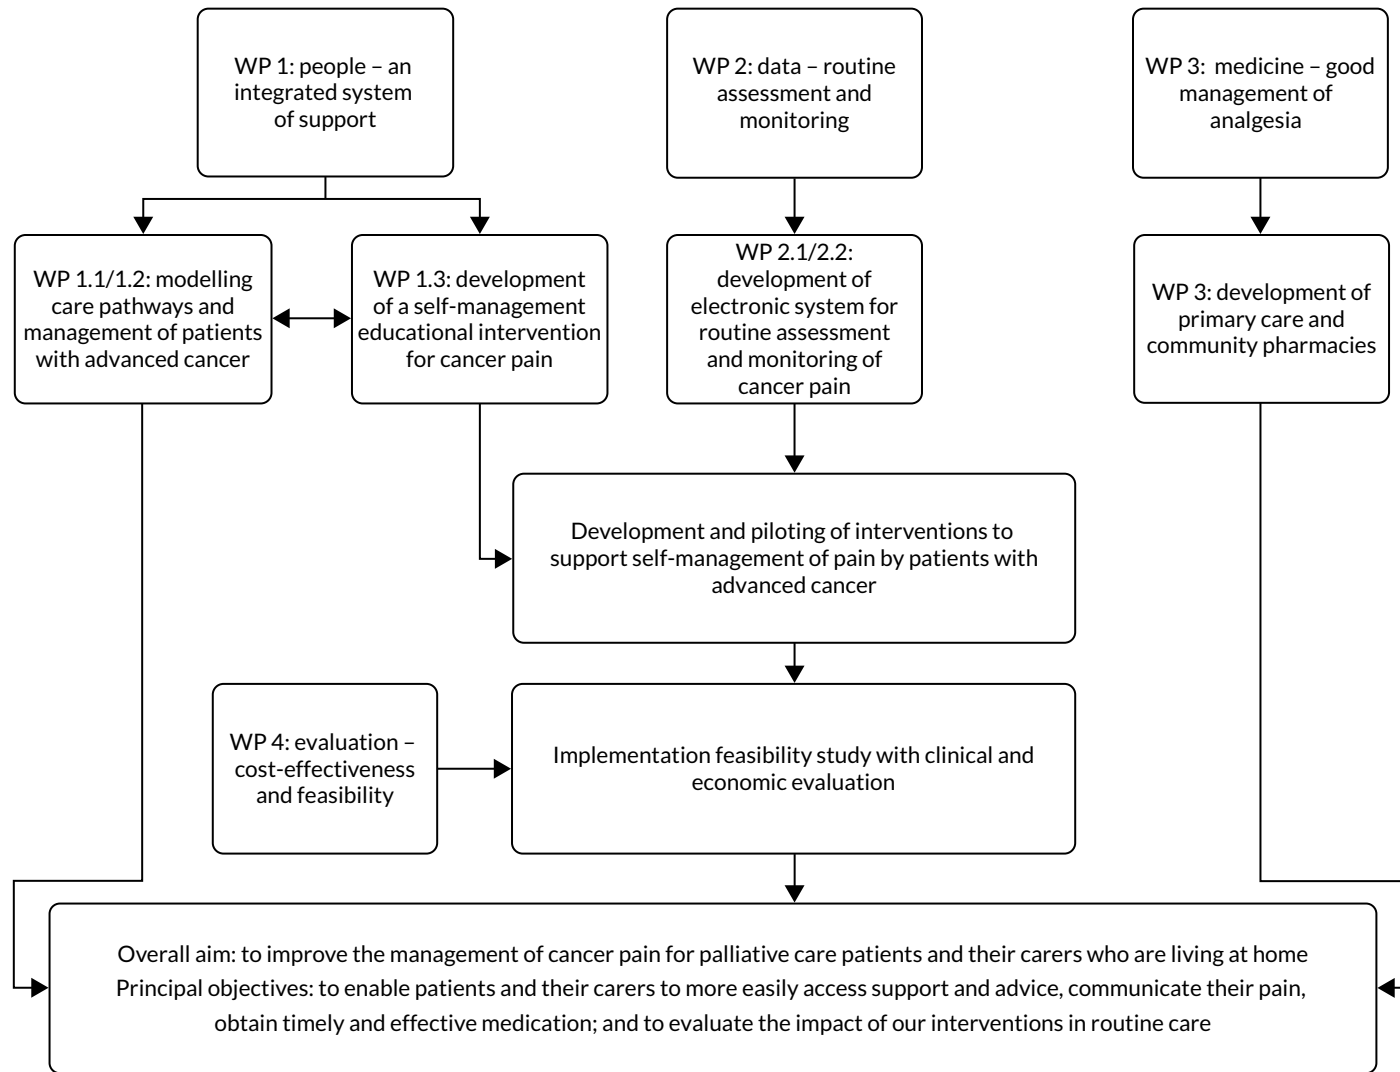 WP 1: people – an
integrated system
of support
WP 2: data – routine
assessment and
monitoring
WP 3:  medicine – good
management of
analgesia
WP 1.1/1.2: modelling
care pathways and
management of patients
with advanced cancer
WP 1.3: development
of a self-management
educational intervention
for cancer pain
WP 2.1/2.2:
development of
electronic system for
routine assessment
and monitoring of
cancer pain
WP 3: development of
primary care and
community pharmacies
Development and piloting of interventions to
support self-management of pain by patients with
advanced cancer
WP 4: evaluation –
cost-effectiveness
and feasibility
Implementation feasibility study with clinical and
economic evaluation
Overall aim: to improve the management of cancer pain for palliative care patients and their carers who are living at home
Principal objectives: to enable patients and their carers to more easily access support and advice, communicate their pain,
obtain timely and effective medication; and to evaluate the impact of our interventions in routine care